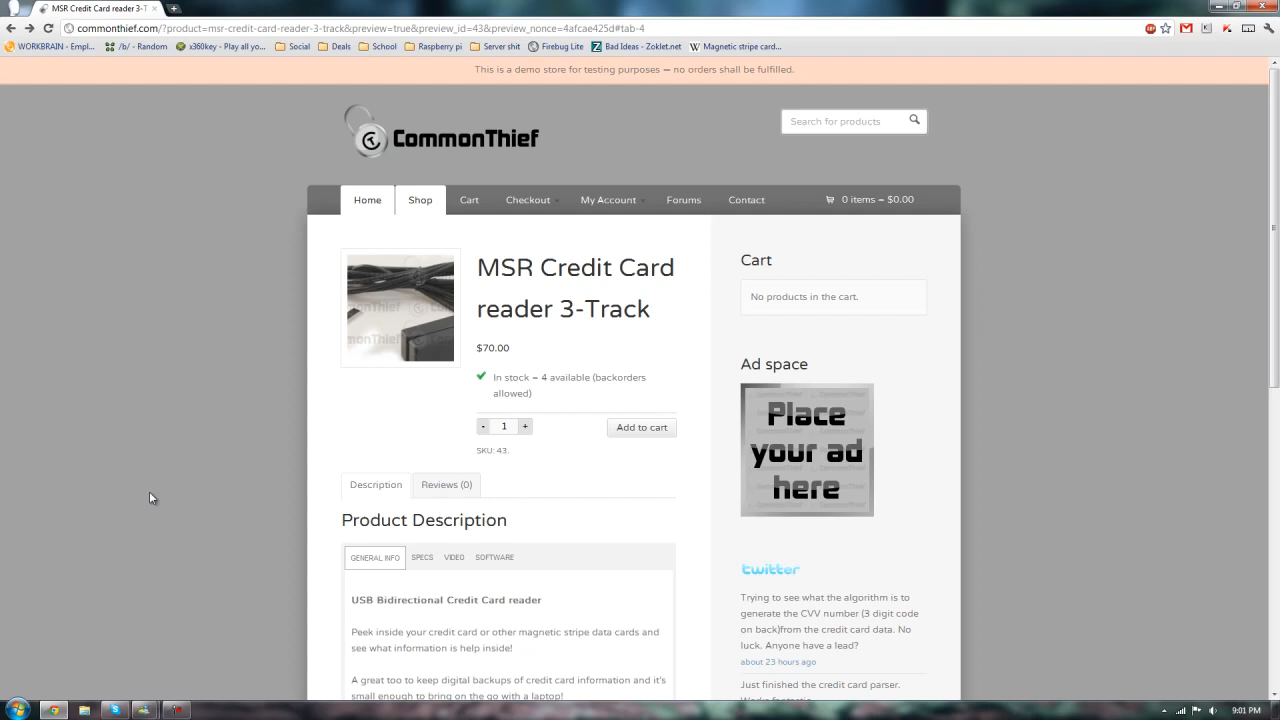 MSR Credit Card reader 3-T
commonthief.com/?product=msr-credit-card-reader-3-track&preview=true&preview_id=43&preview_nonce=4afcae425d#tab-4
WORKBRAIN - Empl...
/b/ - Random
x360key - Play all yo...
Social
Deals
School
Raspberry pi
Server shit
Firebug Lite
Bad Ideas - Zoklet.net
Magnetic stripe card...
This is a demo store for testing purposes — no orders shall be fulfilled.
CommonThief
Search for products
Home
Shop
Cart
Checkout
My Account
Forums
Contact
0 items – $0.00
MSR Credit Card
reader 3-Track
$70.00
In stock – 4 available (backorders
allowed)
- 1 +
Add to cart
SKU: 43.
Description
Reviews (0)
Product Description
GENERAL INFO
SPECS
VIDEO
SOFTWARE
USB Bidirectional Credit Card reader
Peek inside your credit card or other magnetic stripe data cards and
see what information is help inside!
A great too to keep digital backups of credit card information and it's
small enough to bring on the go with a laptop!
Cart
No products in the cart.
Ad space
Place
your ad
here
twitter
Trying to see what the algorithm is to
generate the CVV number (3 digit code
on back)from the credit card data. No
luck. Anyone have a lead?
about 23 hours ago
Just finished the credit card parser.
Works fantastic
9:01 PM